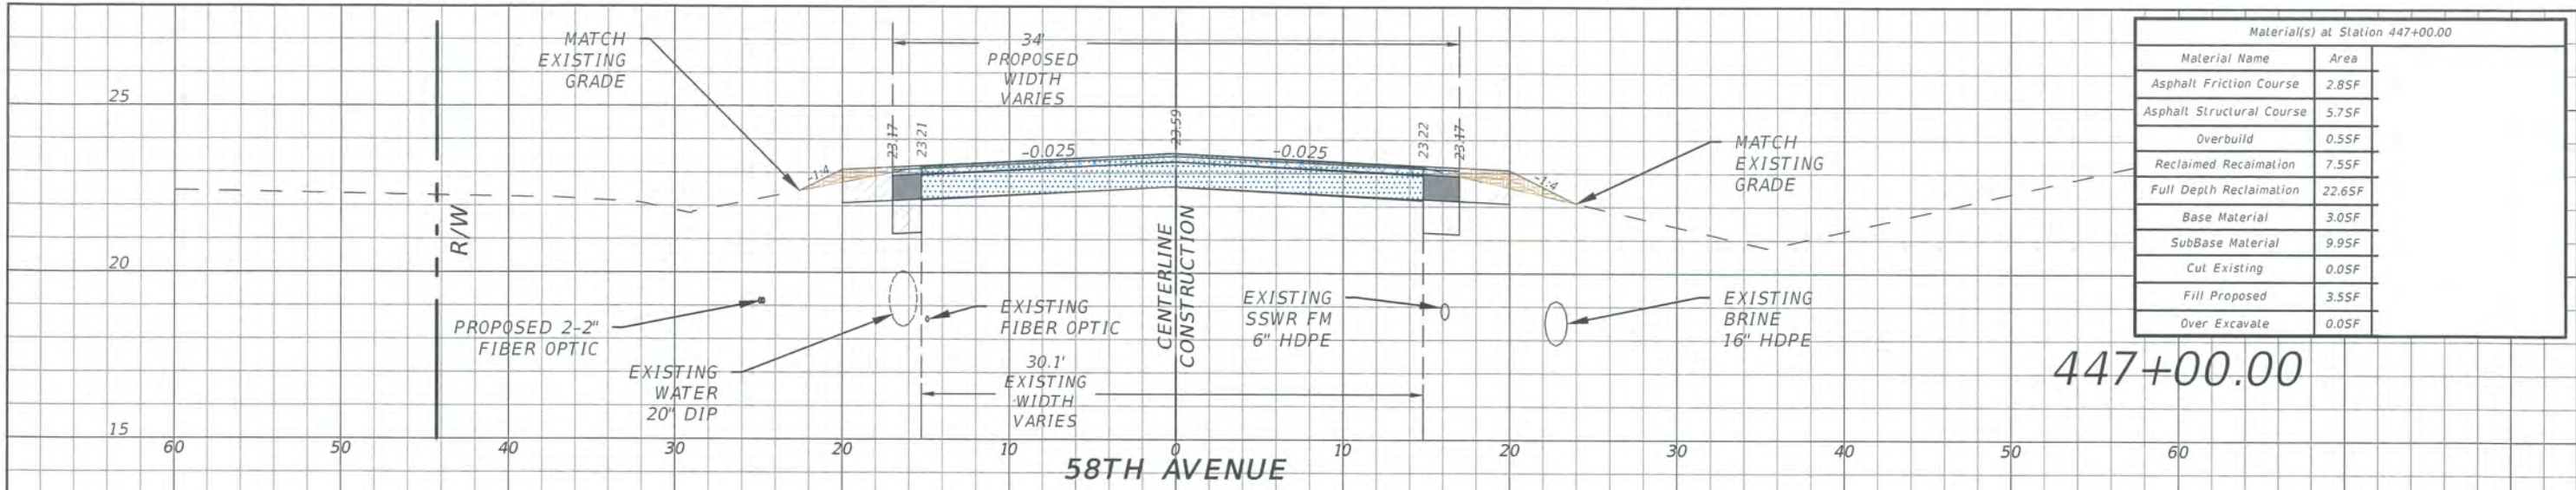 MATCH
EXISTING
GRADE
34'
PROPOSED
WIDTH
VARIES
25
20
15
23.17
23.21
23.59
23.22
23.17
-0.025
-0.025
-1:4
-1:4
MATCH
EXISTING
GRADE
R/W
CENTERLINE
CONSTRUCTION
PROPOSED 2-2"
FIBER OPTIC
EXISTING
WATER
20" DIP
EXISTING
FIBER OPTIC
30.1'
EXISTING
WIDTH
VARIES
EXISTING
SSWR FM
6" HDPE
EXISTING
BRINE
16" HDPE
60 50 40 30 20 10 0 10 20 30 40 50 60
58TH AVENUE
Material(s) at Station 447+00.00
Material Name Area
Asphalt Friction Course 2.8SF
Asphalt Structural Course 5.7SF
Overbuild 0.5SF
Reclaimed Recaimation 7.5SF
Full Depth Reclaimation 22.6SF
Base Material 3.0SF
SubBase Material 9.9SF
Cut Existing 0.0SF
Fill Proposed 3.5SF
Over Excavate 0.0SF
447+00.00